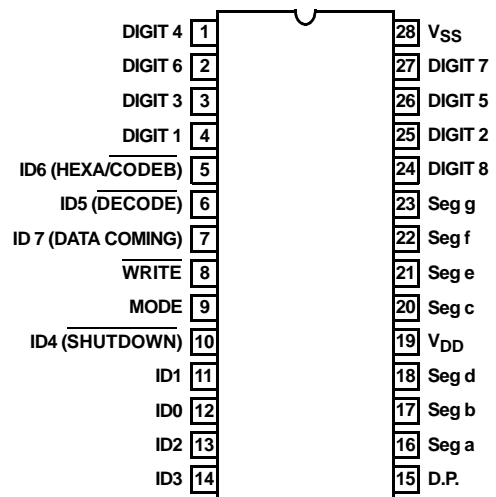 DIGIT 4 1 28 VSS
DIGIT 6 2 27 DIGIT 7
DIGIT 3 3 26 DIGIT 5
DIGIT 1 4 25 DIGIT 2
ID6 (HEXA/CODEB) 5 24 DIGIT 8
ID5 (DECODE) 6 23 Seg g
ID 7 (DATA COMING) 7 22 Seg f
WRITE 8 21 Seg e
MODE 9 20 Seg c
ID4 (SHUTDOWN) 10 19 VDD
ID1 11 18 Seg d
ID0 12 17 Seg b
ID2 13 16 Seg a
ID3 14 15 D.P.